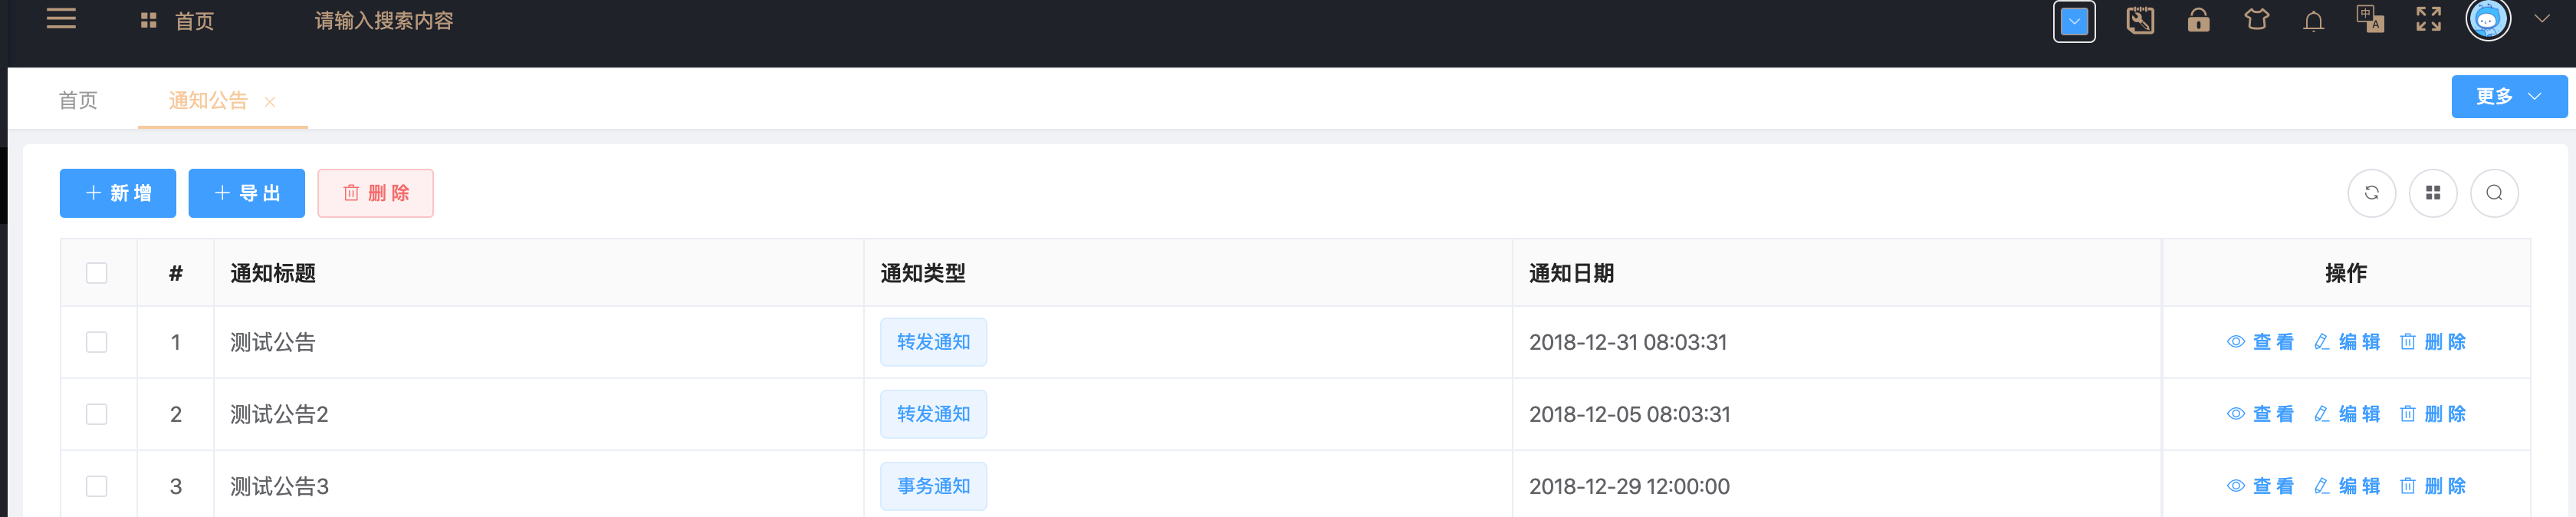 首页 请输入搜索内容 中 A
首页 通知公告 更多
新增 导出 删除
# 通知标题 通知类型 通知日期 操作
1 测试公告 转发通知 2018-12-31 08:03:31 查看 编辑 删除
2 测试公告2 转发通知 2018-12-05 08:03:31 查看 编辑 删除
3 测试公告3 事务通知 2018-12-29 12:00:00 查看 编辑 删除